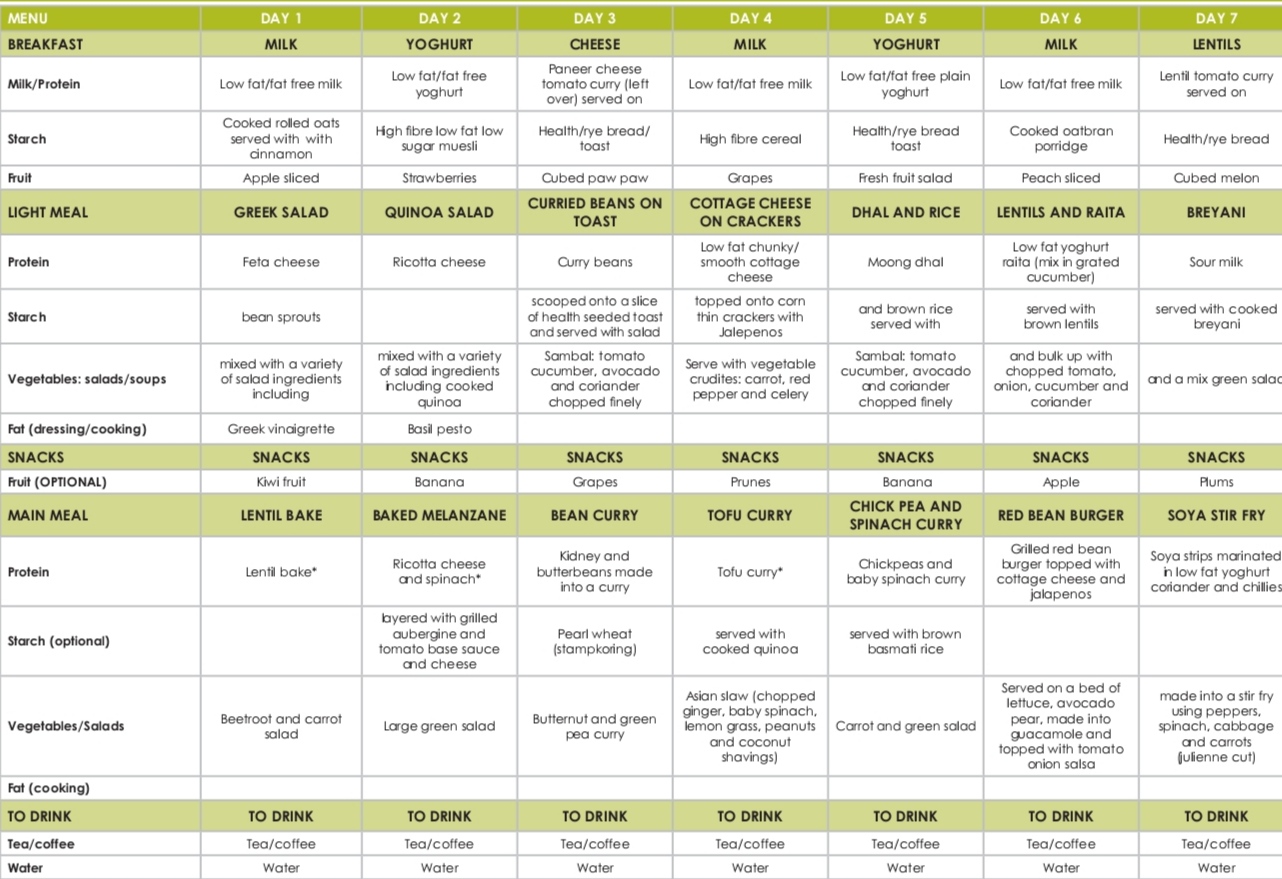 MENU
DAY 1
DAY 2
DAY 3
DAY 4
DAY 5
DAY 6
DAY 7
BREAKFAST
MILK
YOGHURT
CHEESE
MILK
YOGHURT
MILK
LENTILS
Milk/Protein
Low fat/fat free milk
Low fat/fat free
yoghurt
Paneer cheese
tomato curry (left
over) served on
Low fat/fat free milk
Low fat/fat free plain
yoghurt
Low fat/fat free milk
Lentil tomato curry
served on
Starch
Cooked rolled oats
served with with
cinnamon
High fibre low fat low
sugar muesli
Health/rye bread/
toast
High fibre cereal
Health/rye bread
toast
Cooked oatbran
porridge
Health/rye bread
Fruit
Apple sliced
Strawberries
Cubed paw paw
Grapes
Fresh fruit salad
Peach sliced
Cubed melon
LIGHT MEAL
GREEK SALAD
QUINOA SALAD
CURRIED BEANS ON
TOAST
COTTAGE CHEESE
ON CRACKERS
DHAL AND RICE
LENTILS AND RAITA
BREYANI
Protein
Feta cheese
Ricotta cheese
Curry beans
Low fat chunky/
smooth cottage
cheese
Moong dhal
Low fat yoghurt
raita (mix in grated
cucumber)
Sour milk
Starch
bean sprouts
scooped onto a slice
of health seeded toast
and served with salad
topped onto corn
thin crackers with
Jalepenos
and brown rice
served with
served with
brown lentils
served with cooked
breyani
Vegetables: salads/soups
mixed with a variety
of salad ingredients
including
mixed with a variety
of salad ingredients
including cooked
quinoa
Sambal: tomato
cucumber, avocado
and coriander
chopped finely
Serve with vegetable
crudites: carrot, red
pepper and celery
Sambal: tomato
cucumber, avocado
and coriander
chopped finely
and bulk up with
chopped tomato,
onion, cucumber and
coriander
and a mix green salad
Fat (dressing/cooking)
Greek vinaigrette
Basil pesto
SNACKS
SNACKS
SNACKS
SNACKS
SNACKS
SNACKS
SNACKS
SNACKS
Fruit (OPTIONAL)
Kiwi fruit
Banana
Grapes
Prunes
Banana
Apple
Plums
MAIN MEAL
LENTIL BAKE
BAKED MELANZANE
BEAN CURRY
TOFU CURRY
CHICK PEA AND
SPINACH CURRY
RED BEAN BURGER
SOYA STIR FRY
Protein
Lentil bake*
Ricotta cheese
and spinach*
Kidney and
butterbeans made
into a curry
Tofu curry*
Chickpeas and
baby spinach curry
Grilled red bean
burger topped with
cottage cheese and
jalapenos
Soya strips marinated
in low fat yoghurt
coriander and chillies
Starch (optional)
layered with grilled
aubergine and
tomato base sauce
and cheese
Pearl wheat
(stampkoring)
served with
cooked quinoa
served with brown
basmati rice
Vegetables/Salads
Beetroot and carrot
salad
Large green salad
Butternut and green
pea curry
Asian slaw (chopped
ginger, baby spinach,
lemon grass, peanuts
and coconut
shavings)
Carrot and green salad
Served on a bed of
lettuce, avocado
pear, made into
guacamole and
topped with tomato
onion salsa
made into a stir fry
using peppers,
spinach, cabbage
and carrots
(julienne cut)
Fat (cooking)
TO DRINK
TO DRINK
TO DRINK
TO DRINK
TO DRINK
TO DRINK
TO DRINK
TO DRINK
Tea/coffee
Tea/coffee
Tea/coffee
Tea/coffee
Tea/coffee
Tea/coffee
Tea/coffee
Tea/coffee
Water
Water
Water
Water
Water
Water
Water
Water